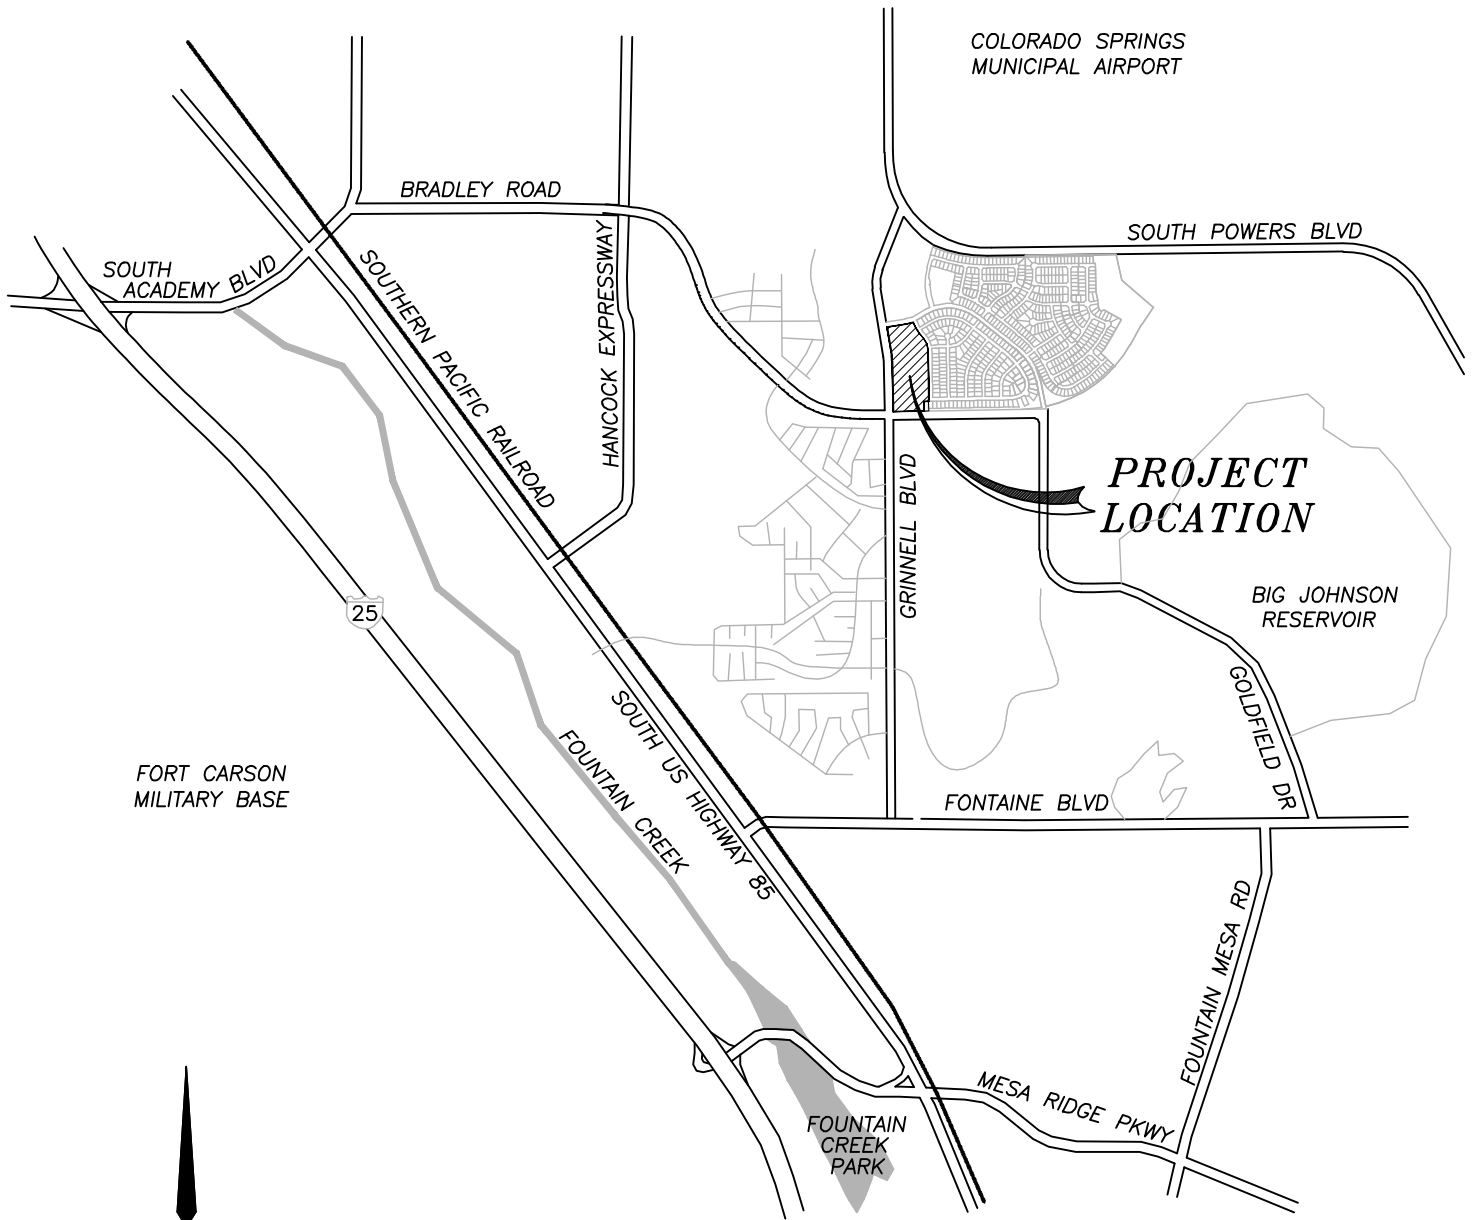 COLORADO SPRINGS
MUNICIPAL AIRPORT
BRADLEY ROAD
SOUTH POWERS BLVD
SOUTH
ACADEMY BLVD
SOUTHERN PACIFIC RAILROAD
HANCOCK EXPRESSWAY
PROJECT
LOCATION
GRINNELL BLVD
25
BIG JOHNSON
RESERVOIR
GOLDFIELD DR
SOUTH US HIGHWAY 85
FOUNTAIN CREEK
FORT CARSON
MILITARY BASE
FONTAINE BLVD
FOUNTAIN MESA RD
MESA RIDGE PKWY
FOUNTAIN
CREEK
PARK